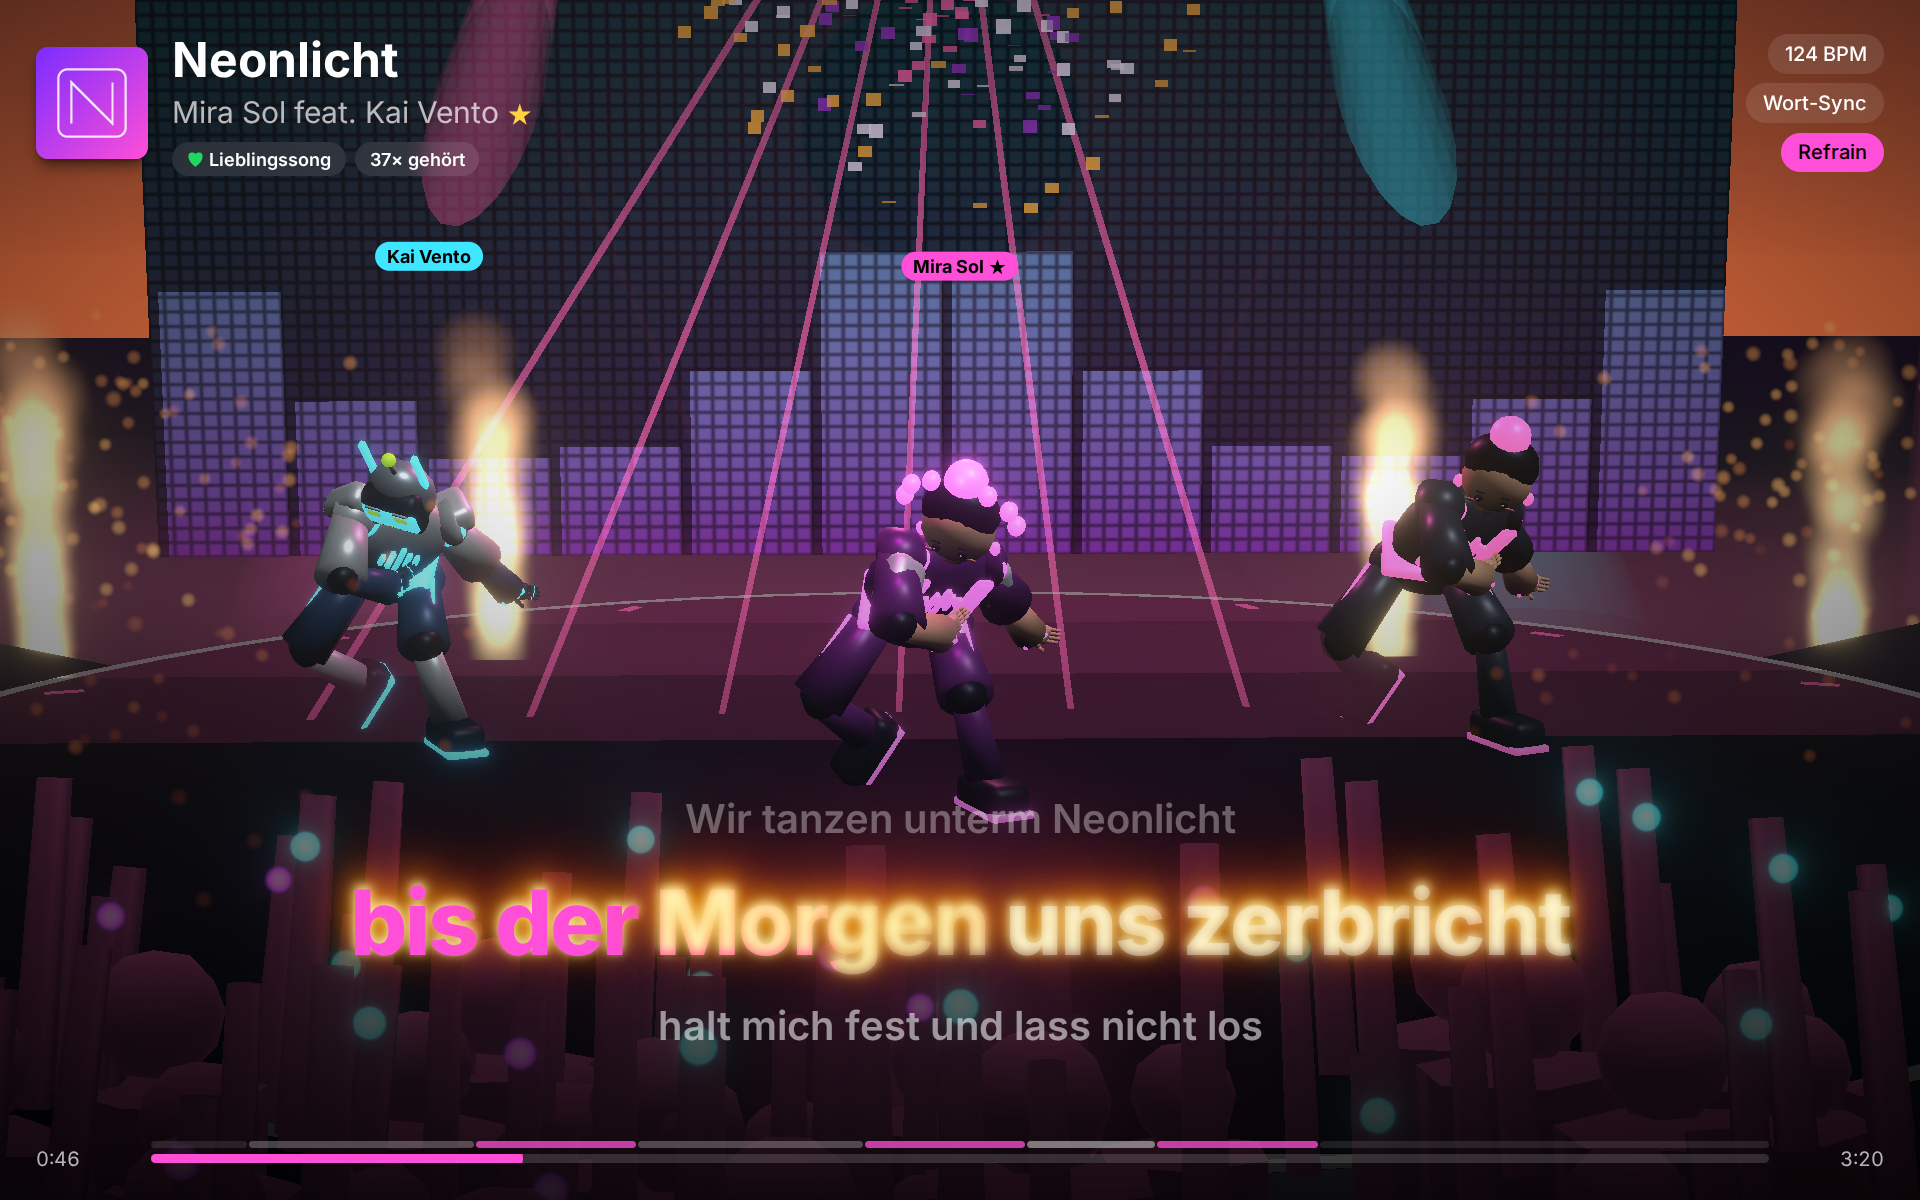 N
Neonlicht
Mira Sol feat. Kai Vento ★
Lieblingssong
37× gehört
124 BPM
Wort-Sync
Refrain
Kai Vento
Mira Sol ★
Wir tanzen unterm Neonlicht
bis der Morgen uns zerbricht
halt mich fest und lass nicht los
0:46
3:20